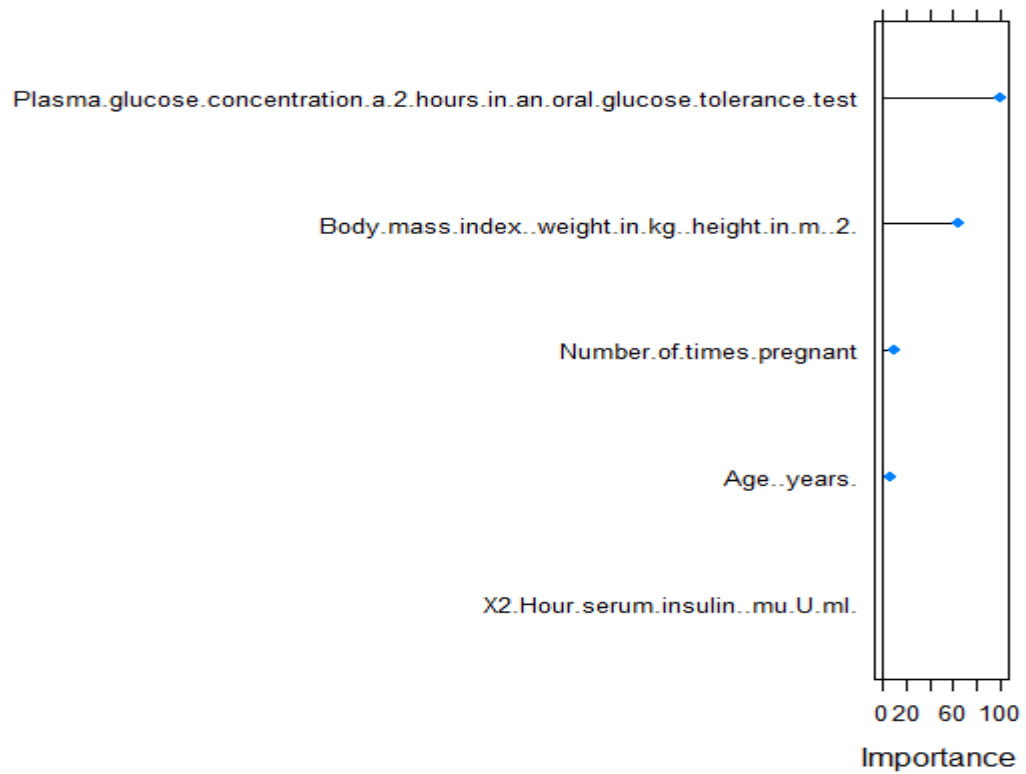 Plasma.glucose.concentration.a.2.hours.in.an.oral.glucose.tolerance.test
Body.mass.index..weight.in.kg..height.in.m..2.
Number.of.times.pregnant
Age..years.
X2.Hour.serum.insulin..mu.U.ml.
0 20 60 100
Importance